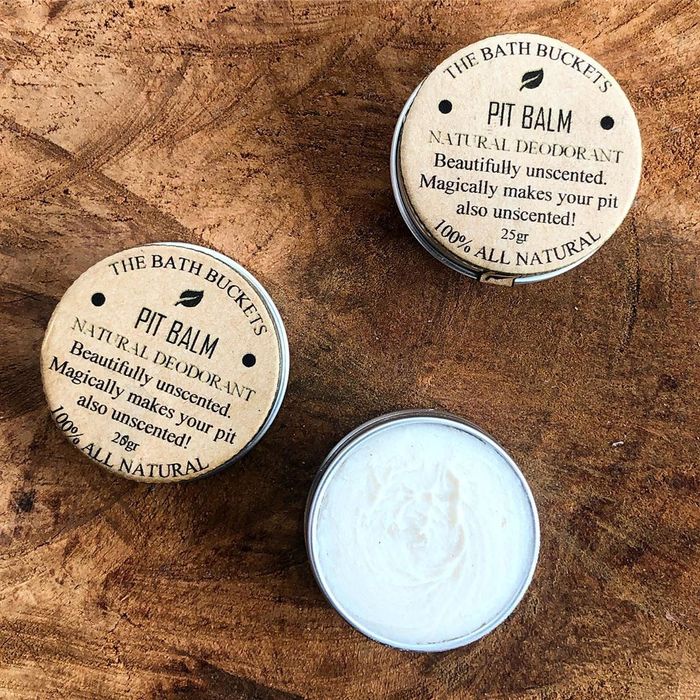 THE BATH BUCKETS
PIT BALM
NATURAL DEODORANT
Beautifully unscented.
Magically makes your pit
also unscented!
25gr
100% ALL NATURAL
THE BATH BUCKETS
PIT BALM
NATURAL DEODORANT
Beautifully unscented.
Magically makes your pit
also unscented!
100% ALL NATURAL